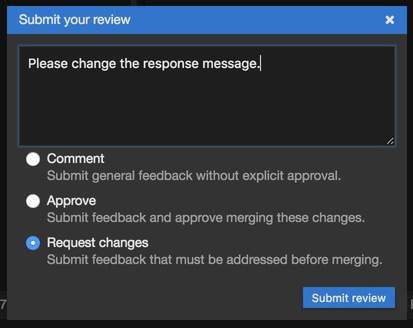 Submit your review
Please change the response message.
Comment
Submit general feedback without explicit approval.
Approve
Submit feedback and approve merging these changes.
Request changes
Submit feedback that must be addressed before merging.
7
Submit review